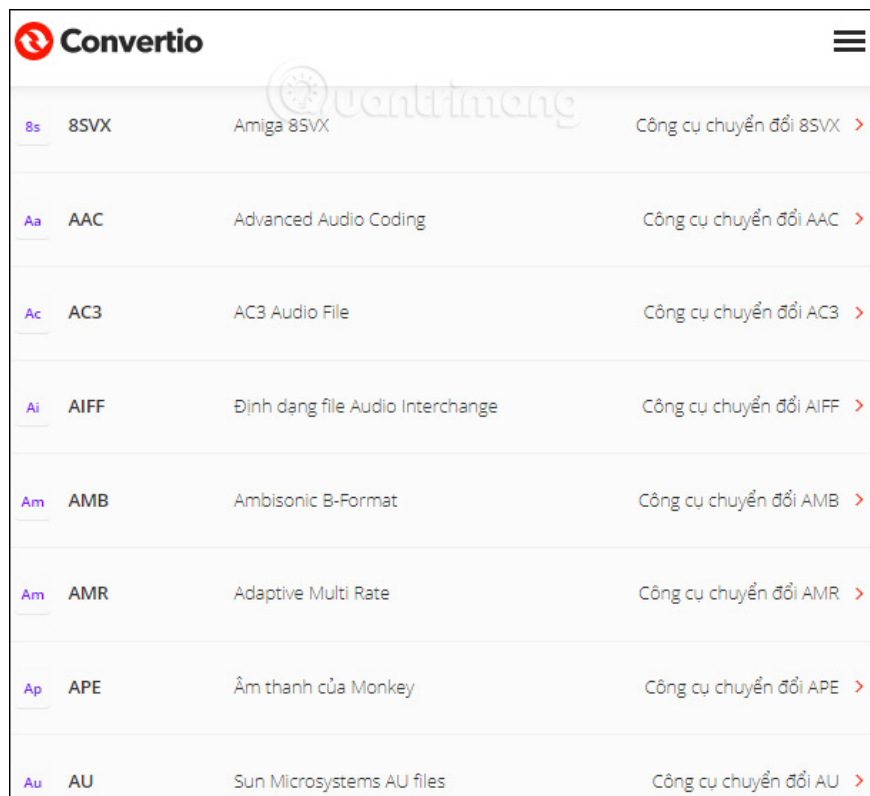 Convertio
Quantrimang
8s 8SVX Amiga 8SVX Công cụ chuyển đổi 8SVX
Aa AAC Advanced Audio Coding Công cụ chuyển đổi AAC
Ac AC3 AC3 Audio File Công cụ chuyển đổi AC3
Ai AIFF Định dạng file Audio Interchange Công cụ chuyển đổi AIFF
Am AMB Ambisonic B-Format Công cụ chuyển đổi AMB
Am AMR Adaptive Multi Rate Công cụ chuyển đổi AMR
Ap APE Âm thanh của Monkey Công cụ chuyển đổi APE
Au AU Sun Microsystems AU files Công cụ chuyển đổi AU